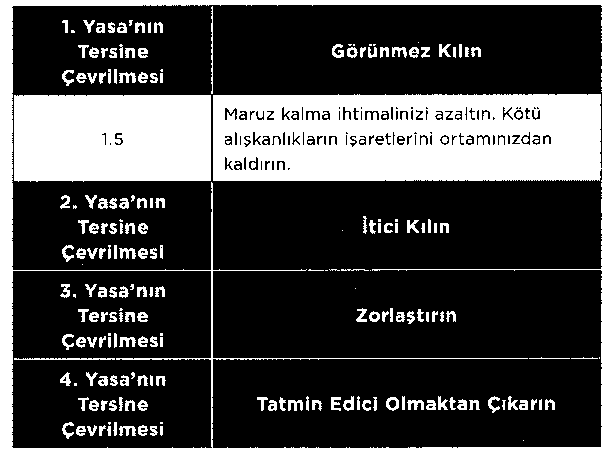 1. Yasa'nın
Tersine
Çevrilmesi
Görünmez Kılın
1.5
Maruz kalma ihtimalinizi azaltın. Kötü
alışkanlıkların işaretlerini ortamınızdan
kaldırın.
2. Yasa'nın
Tersine
Çevrilmesi
İtici Kılın
3. Yasa'nın
Tersine
Çevrilmesi
Zorlaştırın
4. Yasa'nın
Tersine
Çevrilmesi
Tatmin Edici Olmaktan Çıkarın